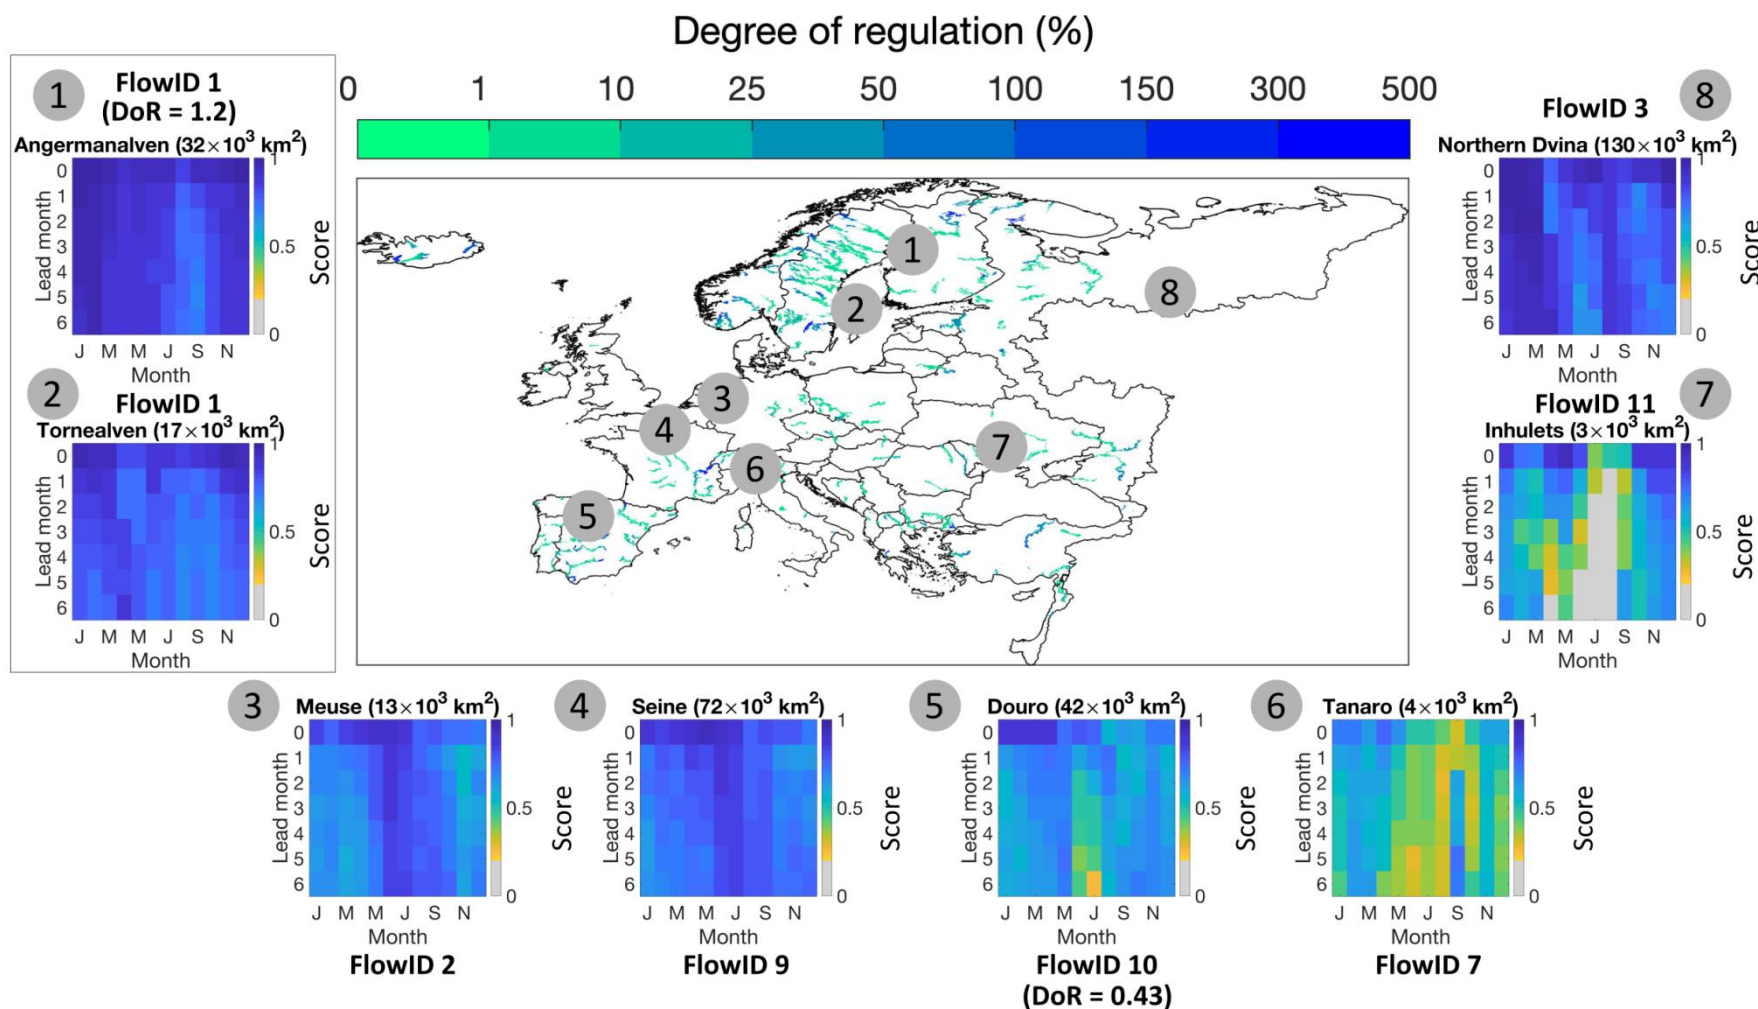 Degree of regulation (%)
0 1 10 25 50 100 150 300 500
1
FlowID 1
(DoR = 1.2)
Angermanalven (32×10³ km²)
Lead month
0
1
2
3
4
5
6
J M M J S N
Month
1
0.5
0
Score
2
FlowID 1
Tornealven (17×10³ km²)
Lead month
0
1
2
3
4
5
6
J M M J S N
Month
1
0.5
0
Score
1
2
3
4
5
6
7
8
8
FlowID 3
Northern Dvina (130×10³ km²)
Lead month
0
1
2
3
4
5
6
J M M J S N
Month
1
0.5
0
Score
7
FlowID 11
Inhulets (3×10³ km²)
Lead month
0
1
2
3
4
5
6
J M M J S N
Month
1
0.5
0
Score
3
Meuse (13×10³ km²)
Lead month
0
1
2
3
4
5
6
J M M J S N
Month
1
0.5
0
Score
FlowID 2
4
Seine (72×10³ km²)
Lead month
0
1
2
3
4
5
6
J M M J S N
Month
1
0.5
0
Score
FlowID 9
5
Douro (42×10³ km²)
Lead month
0
1
2
3
4
5
6
J M M J S N
Month
1
0.5
0
Score
FlowID 10
(DoR = 0.43)
6
Tanaro (4×10³ km²)
Lead month
0
1
2
3
4
5
6
J M M J S N
Month
1
0.5
0
Score
FlowID 7